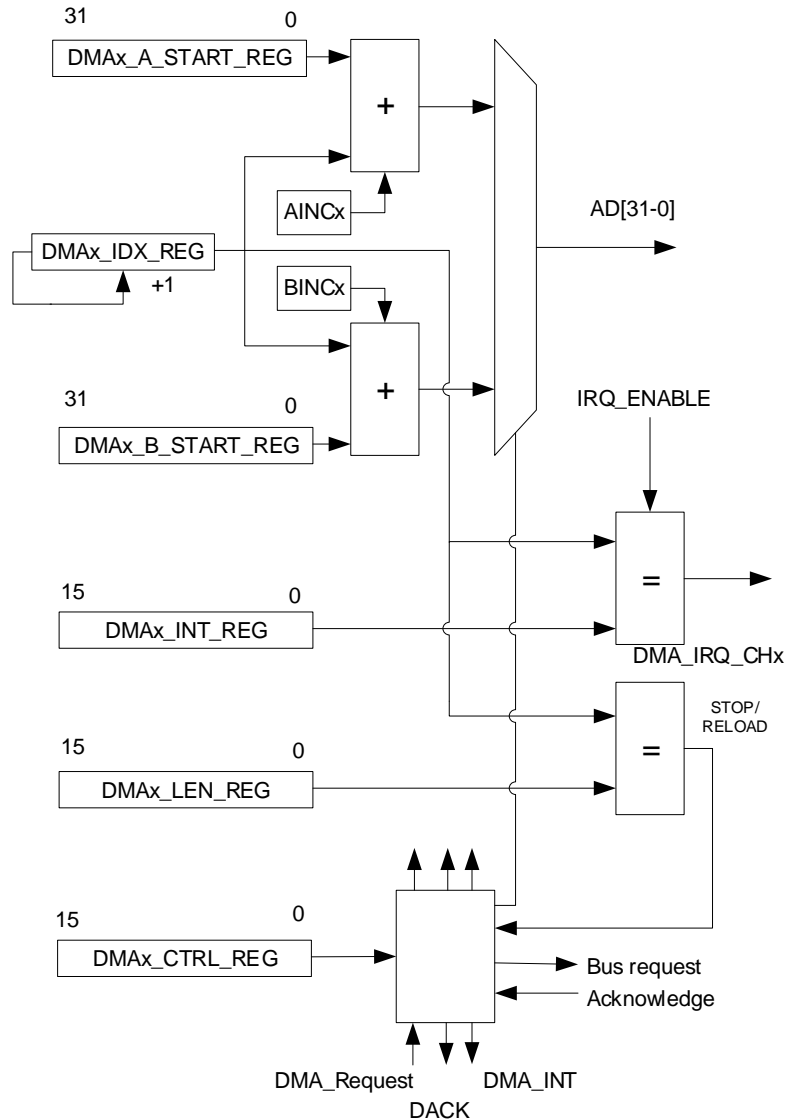 31 0
DMAx_A_START_REG
+
AINCx
AD[31-0]
DMAx_IDX_REG
+1
BINCx
+
31 0
DMAx_B_START_REG
IRQ_ENABLE
15 0
DMAx_INT_REG
=
DMA_IRQ_CHx
STOP/
RELOAD
15 0
DMAx_LEN_REG
=
15 0
DMAx_CTRL_REG
Bus request
Acknowledge
DMA_Request
DACK
DMA_INT